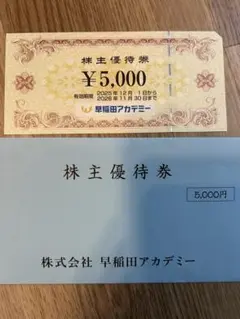 株主優待券
¥5,000
有効期限
2025年12月 1日から
2026年11月30日まで
早稲田アカデミー
株主優待券
5,000円
株式会社 早稲田アカデミー